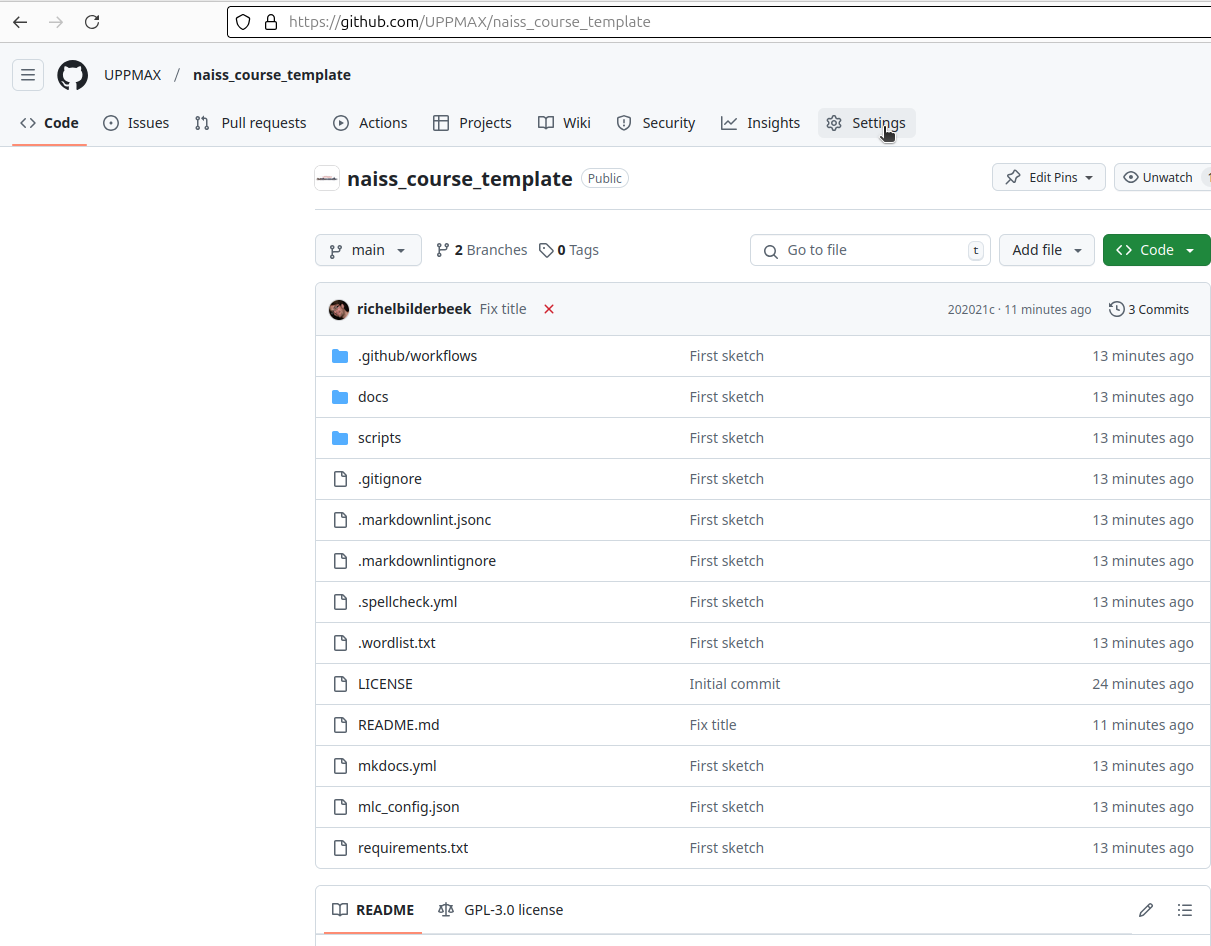 https://github.com/UPPMAX/naiss_course_template
UPPMAX / naiss_course_template
Code Issues Pull requests Actions Projects Wiki Security Insights Settings
naiss_course_template Public Edit Pins Unwatch 1
main 2 Branches 0 Tags Go to file t Add file Code
richelbilderbeek Fix title 202021c · 11 minutes ago 3 Commits
.github/workflows First sketch 13 minutes ago
docs First sketch 13 minutes ago
scripts First sketch 13 minutes ago
.gitignore First sketch 13 minutes ago
.markdownlint.jsonc First sketch 13 minutes ago
.markdownlintignore First sketch 13 minutes ago
.spellcheck.yml First sketch 13 minutes ago
.wordlist.txt First sketch 13 minutes ago
LICENSE Initial commit 24 minutes ago
README.md Fix title 11 minutes ago
mkdocs.yml First sketch 13 minutes ago
mlc_config.json First sketch 13 minutes ago
requirements.txt First sketch 13 minutes ago
README GPL-3.0 license